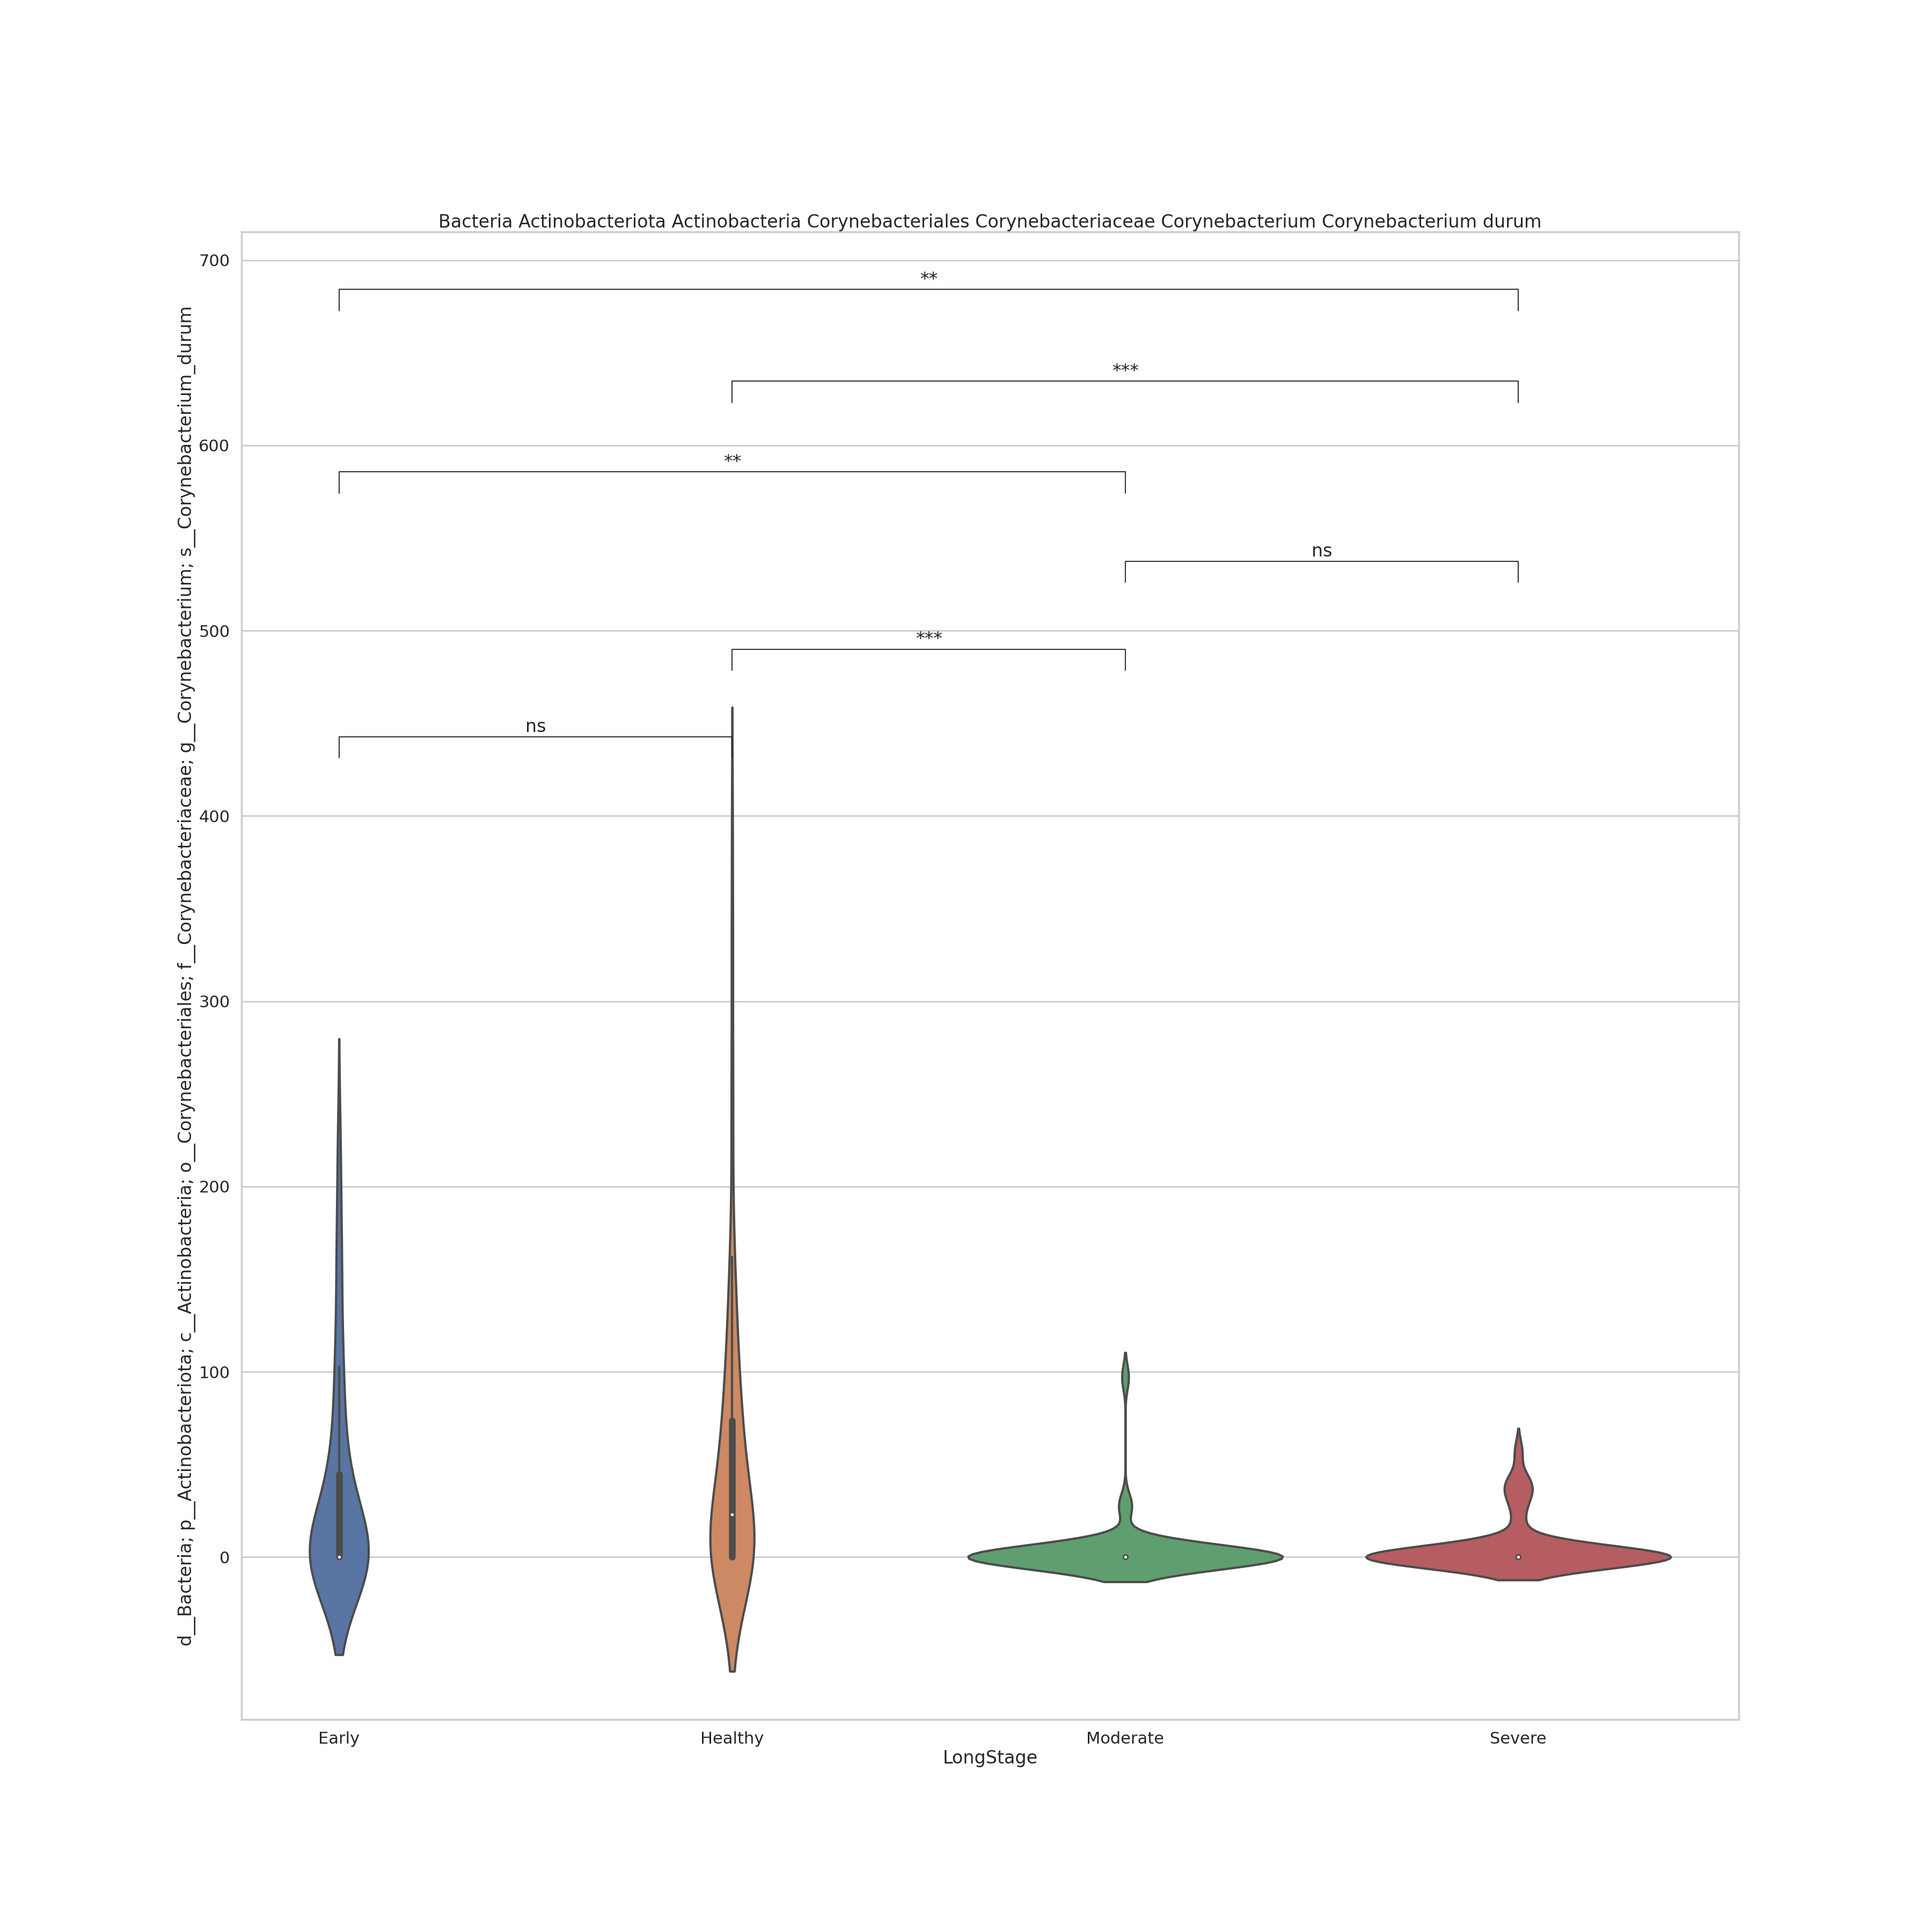 Bacteria Actinobacteriota Actinobacteria Corynebacteriales Corynebacteriaceae Corynebacterium Corynebacterium durum
d__Bacteria; p__Actinobacteriota; c__Actinobacteria; o__Corynebacteriales; f__Corynebacteriaceae; g__Corynebacterium; s__Corynebacterium_durum
700
**
***
600
**
ns
500
***
ns
400
300
200
100
0
Early Healthy Moderate Severe
LongStage